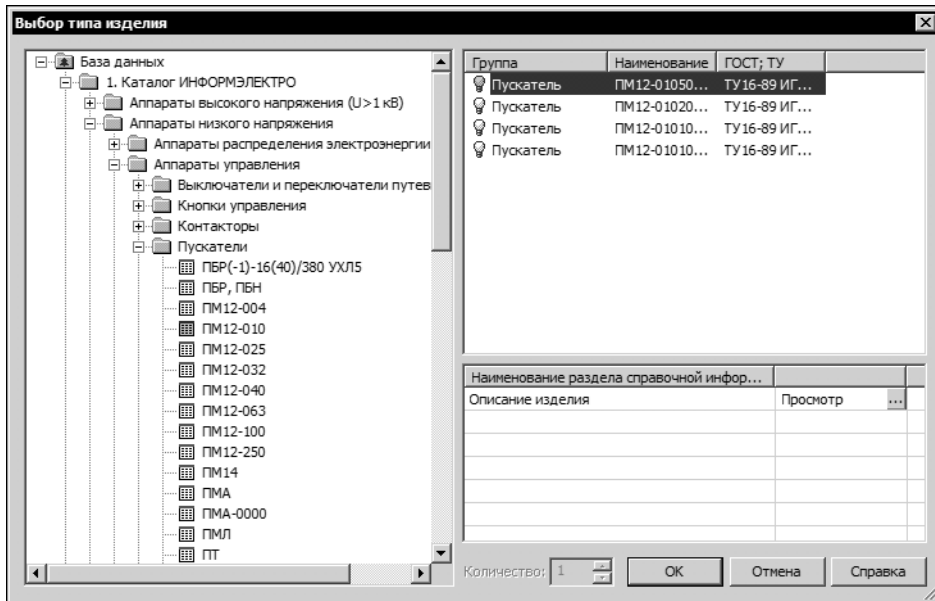 Выбор типа изделия
База данных
1. Каталог ИНФОРМЭЛЕКТРО
Аппараты высокого напряжения (U>1 кВ)
Аппараты низкого напряжения
Аппараты распределения электроэнергии
Аппараты управления
Выключатели и переключатели путев
Кнопки управления
Контакторы
Пускатели
ПБР(-1)-16(40)/380 УХЛ5
ПБР, ПБН
ПМ12-004
ПМ12-010
ПМ12-025
ПМ12-032
ПМ12-040
ПМ12-063
ПМ12-100
ПМ12-250
ПМ14
ПМА
ПМА-0000
ПМЛ
ПТ
Группа Наименование ГОСТ; ТУ
Пускатель ПМ12-01050... ТУ16-89 ИГ...
Пускатель ПМ12-01020... ТУ16-89 ИГ...
Пускатель ПМ12-01010... ТУ16-89 ИГ...
Пускатель ПМ12-01010... ТУ16-89 ИГ...
Наименование раздела справочной инфор...
Описание изделия Просмотр ...
Количество: 1 ОК Отмена Справка